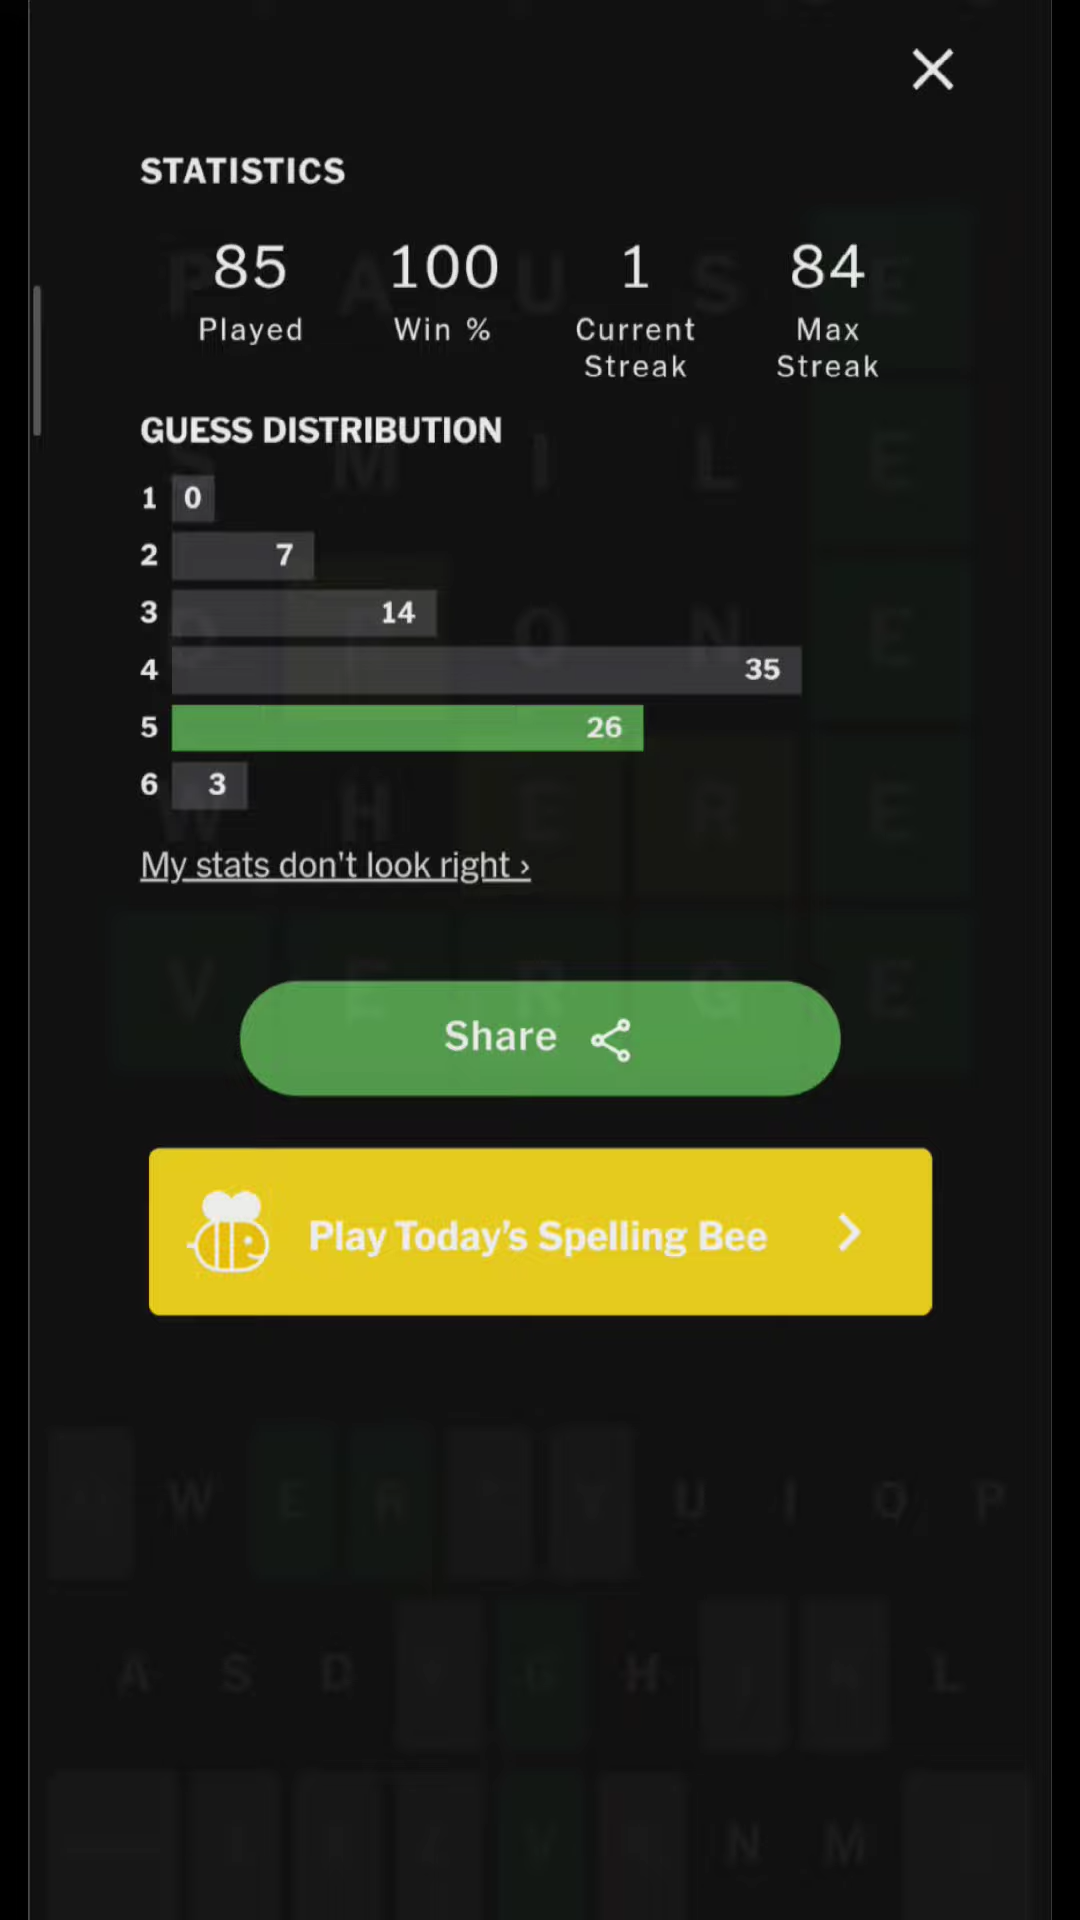 STATISTICS
85 100 1 84
Played Win % Current Streak Max Streak
GUESS DISTRIBUTION
1 0
2 7
3 14
4 35
5 26
6 3
My stats don't look right ›
Share
Play Today's Spelling Bee
P A U S E
S M I L E
O N E
W H E R E
V E R G E
W E R Y U I O P
A S D G H L
V N M